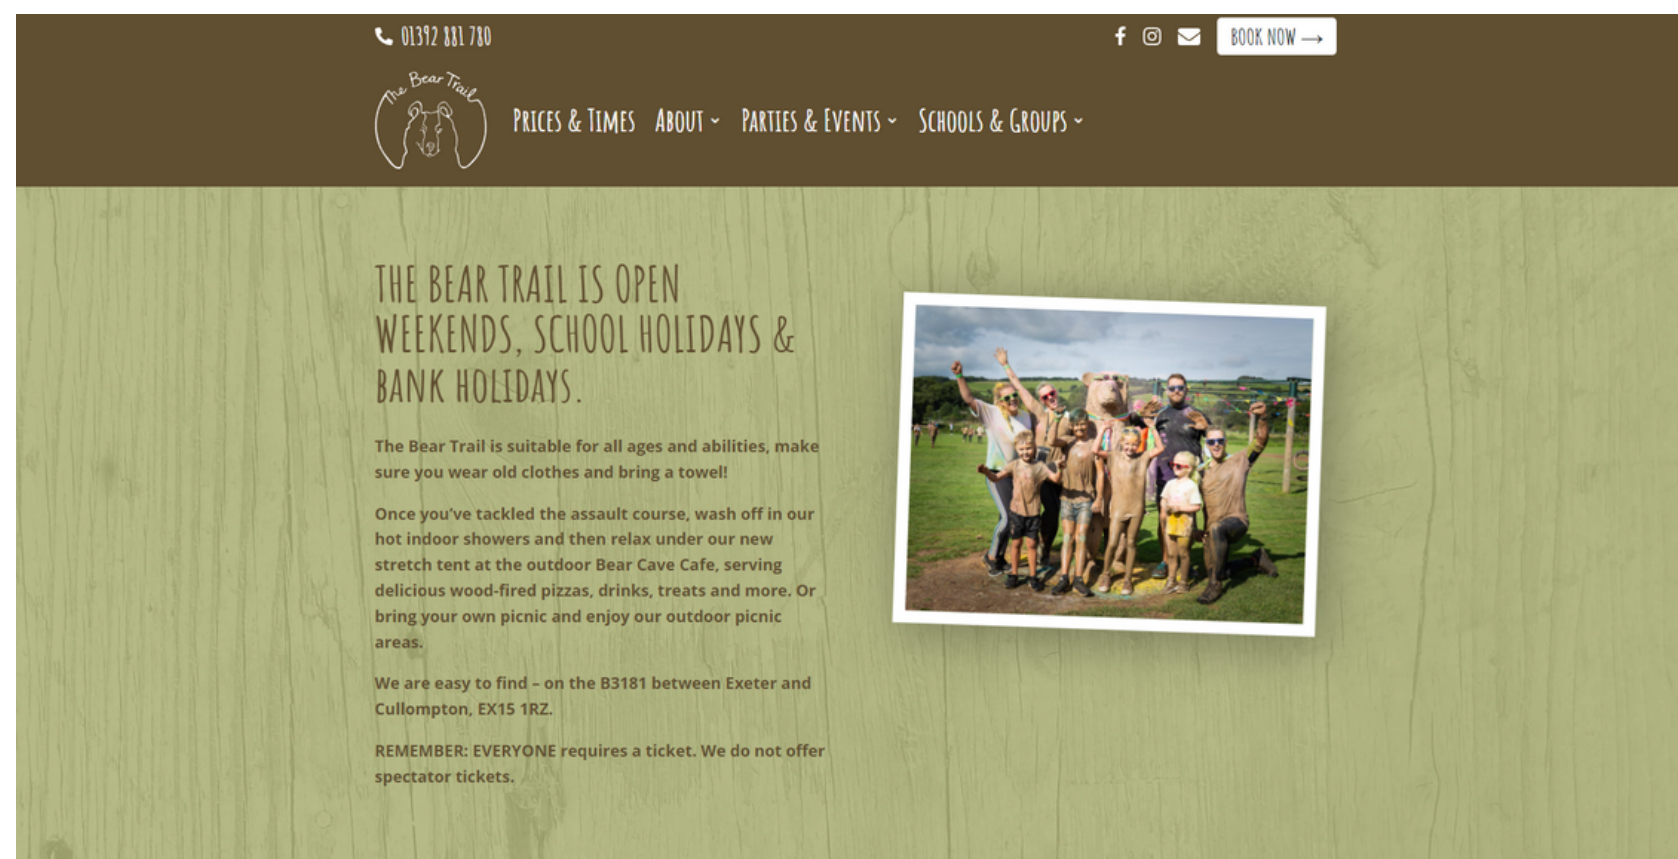 01392 881 780
BOOK NOW →
The Bear Trail
PRICES & TIMES ABOUT PARTIES & EVENTS SCHOOLS & GROUPS
THE BEAR TRAIL IS OPEN
WEEKENDS, SCHOOL HOLIDAYS &
BANK HOLIDAYS.
The Bear Trail is suitable for all ages and abilities, make
sure you wear old clothes and bring a towel!
Once you’ve tackled the assault course, wash off in our
hot indoor showers and then relax under our new
stretch tent at the outdoor Bear Cave Cafe, serving
delicious wood-fired pizzas, drinks, treats and more. Or
bring your own picnic and enjoy our outdoor picnic
areas.
We are easy to find – on the B3181 between Exeter and
Cullompton, EX15 1RZ.
REMEMBER: EVERYONE requires a ticket. We do not offer
spectator tickets.